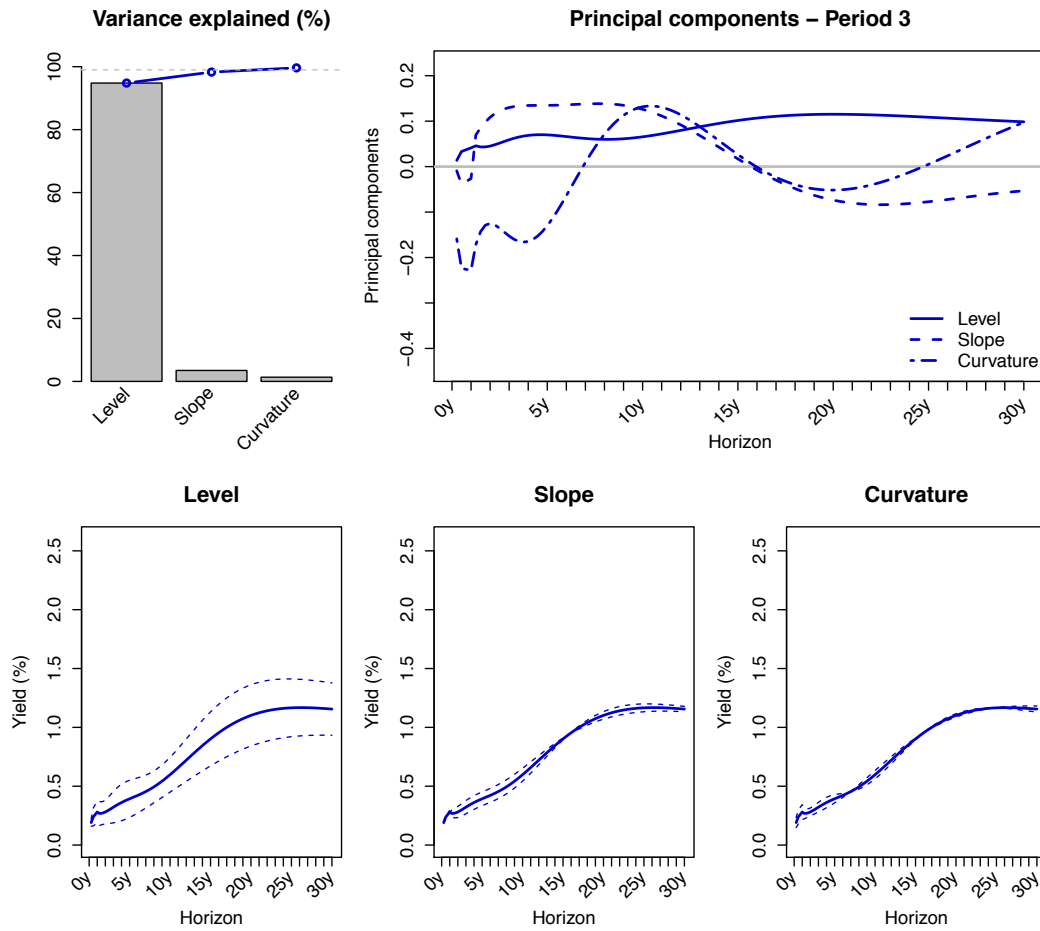 Variance explained (%)
0 20 40 60 80 100
Level Slope Curvature
Principal components – Period 3
Principal components
−0.4 −0.2 0.0 0.1 0.2
Level
Slope
Curvature
0y 5y 10y 15y 20y 25y 30y
Horizon
Level
Yield (%)
0.0 0.5 1.0 1.5 2.0 2.5
0y 5y 10y 15y 20y 25y 30y
Horizon
Slope
Yield (%)
0.0 0.5 1.0 1.5 2.0 2.5
0y 5y 10y 15y 20y 25y 30y
Horizon
Curvature
Yield (%)
0.0 0.5 1.0 1.5 2.0 2.5
0y 5y 10y 15y 20y 25y 30y
Horizon